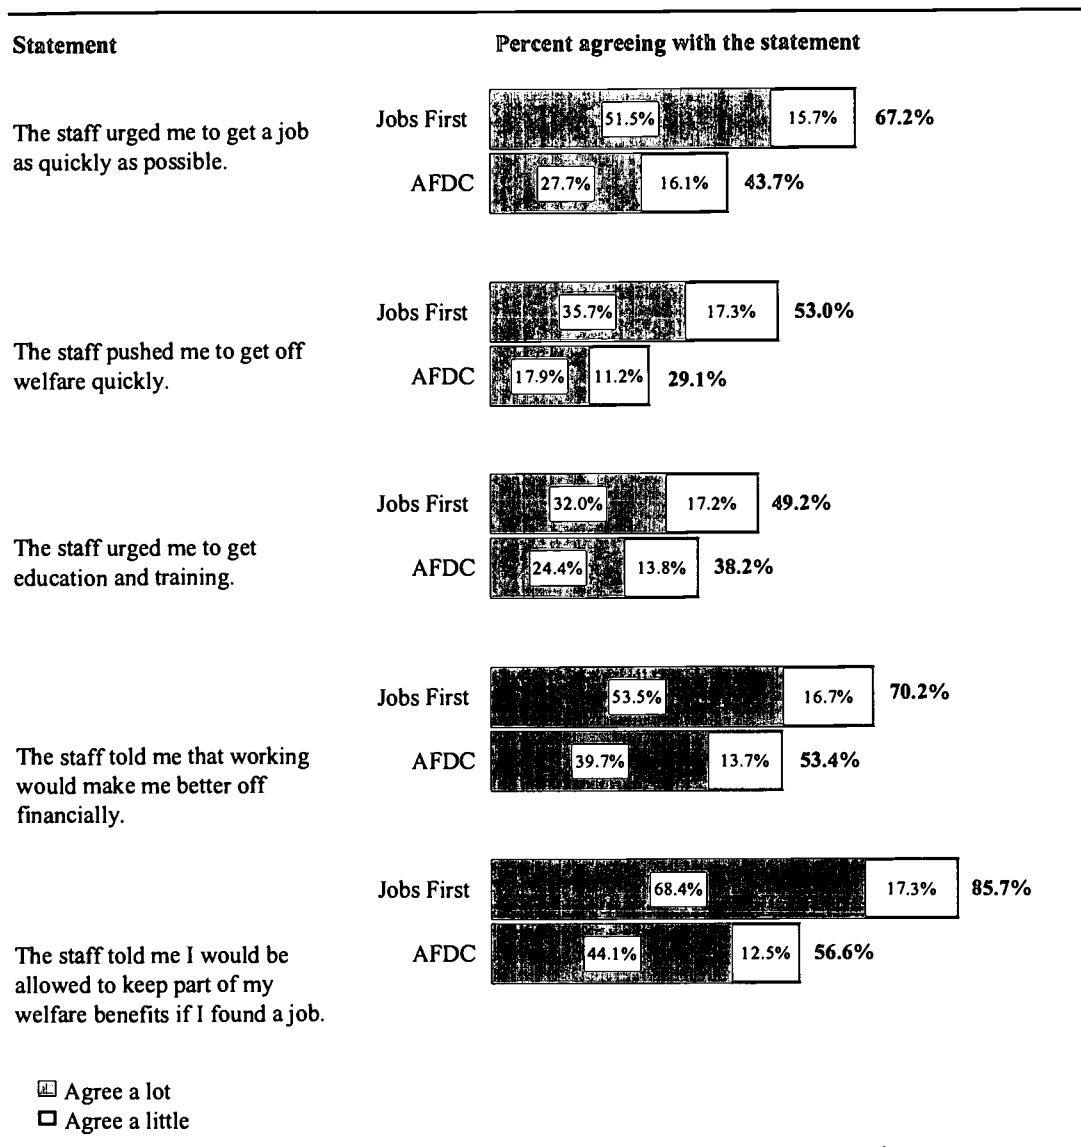 Statement
Percent agreeing with the statement
The staff urged me to get a job
as quickly as possible.
Jobs First
51.5%
15.7%
67.2%
AFDC
27.7%
16.1%
43.7%
The staff pushed me to get off
welfare quickly.
Jobs First
35.7%
17.3%
53.0%
AFDC
17.9%
11.2%
29.1%
The staff urged me to get
education and training.
Jobs First
32.0%
17.2%
49.2%
AFDC
24.4%
13.8%
38.2%
The staff told me that working
would make me better off
financially.
Jobs First
53.5%
16.7%
70.2%
AFDC
39.7%
13.7%
53.4%
The staff told me I would be
allowed to keep part of my
welfare benefits if I found a job.
Jobs First
68.4%
17.3%
85.7%
AFDC
44.1%
12.5%
56.6%
Agree a lot
Agree a little